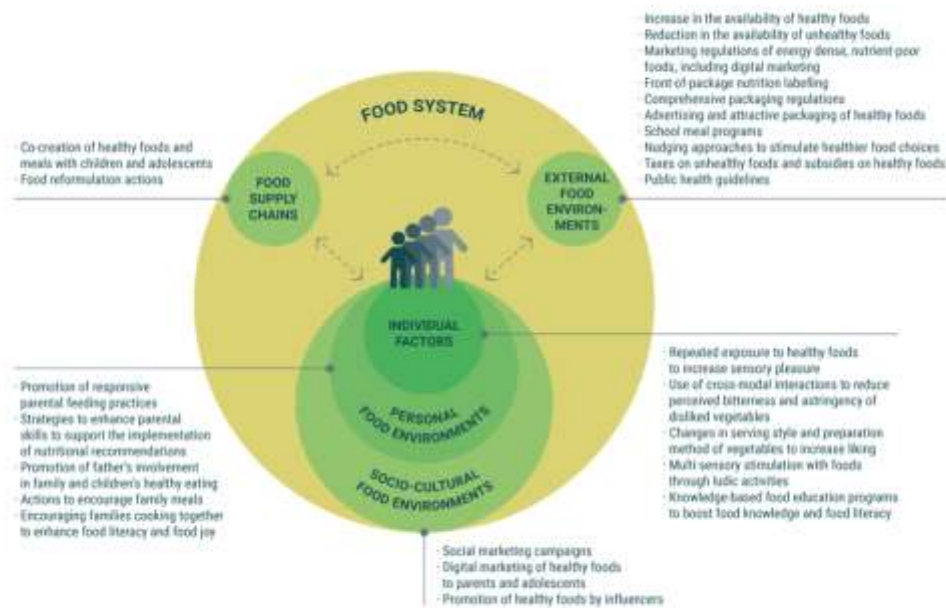 · Increase in the availability of healthy foods
· Reduction in the availability of unhealthy foods
· Marketing regulations of energy dense, nutrient-poor
foods, including digital marketing
· Front-of-package nutrition labelling
· Comprehensive packaging regulations
· Advertising and attractive packaging of healthy foods
· School meal programs
· Nudging approaches to stimulate healthier food choices
· Taxes on unhealthy foods and subsidies on healthy foods
· Public health guidelines
FOOD SYSTEM
· Co-creation of healthy foods and
meals with children and adolescents
· Food reformulation actions
FOOD
SUPPLY
CHAINS
EXTERNAL
FOOD
ENVIRON-
MENTS
INDIVIDUAL
FACTORS
PERSONAL
FOOD ENVIRONMENTS
SOCIO-CULTURAL
FOOD ENVIRONMENTS
· Promotion of responsive
parental feeding practices
· Strategies to enhance parental
skills to support the implementation
of nutritional recommendations
· Promotion of father's involvement
in family and children's healthy eating
· Actions to encourage family meals
· Encouraging families cooking together
to enhance food literacy and food joy
· Repeated exposure to healthy foods
to increase sensory pleasure
· Use of cross-modal interactions to reduce
perceived bitterness and astringency of
disliked vegetables
· Changes in serving style and preparation
method of vegetables to increase liking
· Multi sensory stimulation with foods
through ludic activities
· Knowledge-based food education programs
to boost food knowledge and food literacy
· Social marketing campaigns
· Digital marketing of healthy foods
to parents and adolescents
· Promotion of healthy foods by influencers